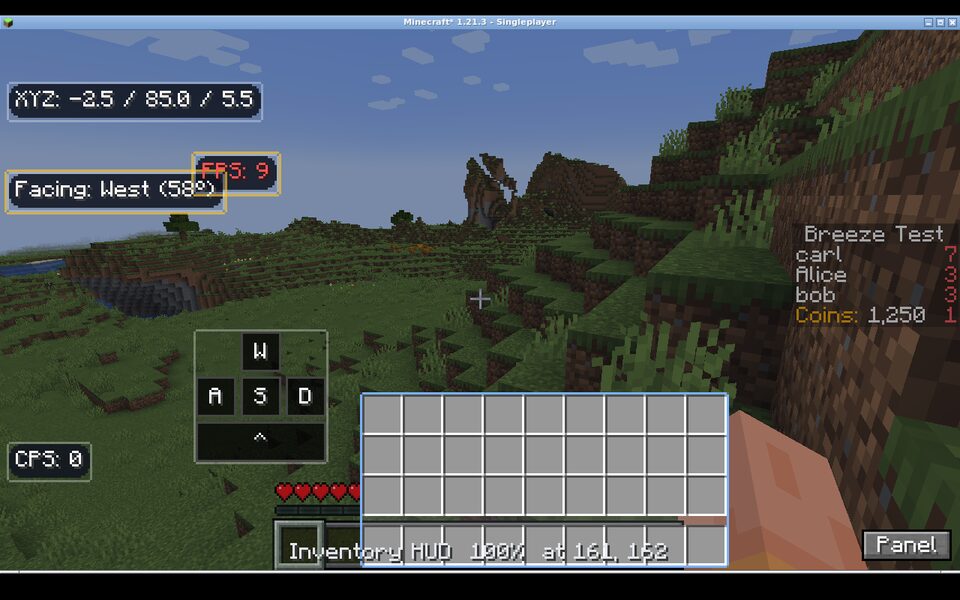 Minecraft* 1.21.3 - Singleplayer
XYZ: -2.5 / 85.0 / 5.5
FPS: 9
Facing: West (58°)
Breeze Test
carl 7
Alice 3
bob 3
Coins: 1,250 1
W
A S D
^
CPS: 0
Inventory HUD 100% at 161, 162
Panel